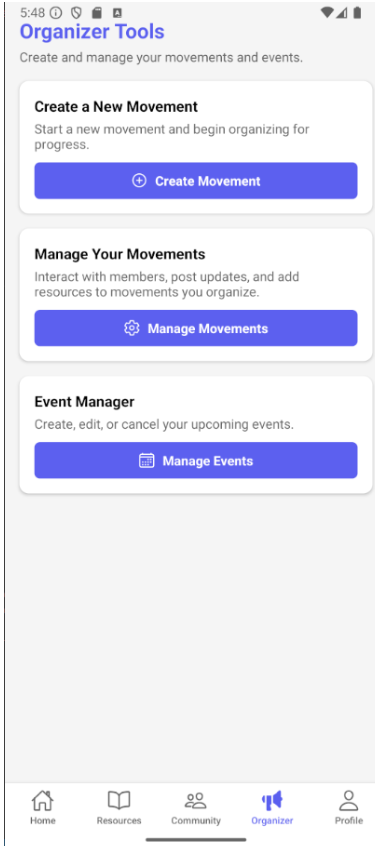 5:48
Organizer Tools
Create and manage your movements and events.
Create a New Movement
Start a new movement and begin organizing for
progress.
Create Movement
Manage Your Movements
Interact with members, post updates, and add
resources to movements you organize.
Manage Movements
Event Manager
Create, edit, or cancel your upcoming events.
Manage Events
Home Resources Community Organizer Profile